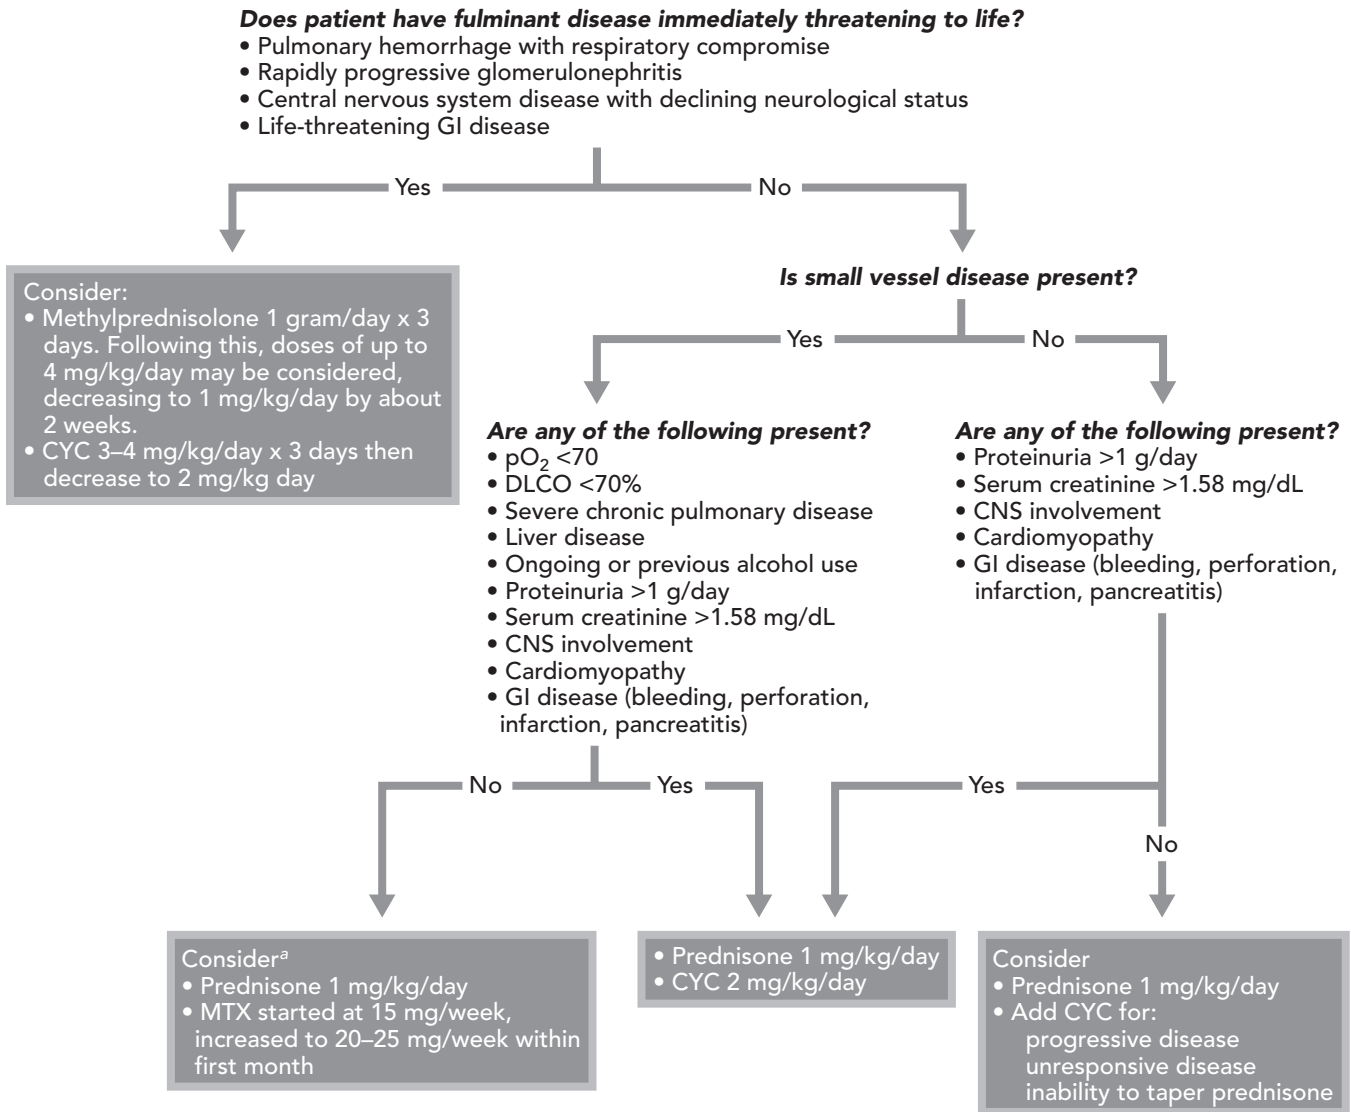 Does patient have fulminant disease immediately threatening to life?
• Pulmonary hemorrhage with respiratory compromise
• Rapidly progressive glomerulonephritis
• Central nervous system disease with declining neurological status
• Life-threatening GI disease
Yes
No
Consider:
• Methylprednisolone 1 gram/day x 3
days. Following this, doses of up to
4 mg/kg/day may be considered,
decreasing to 1 mg/kg/day by about
2 weeks.
• CYC 3–4 mg/kg/day x 3 days then
decrease to 2 mg/kg day
Is small vessel disease present?
Yes
No
Are any of the following present?
• pO₂ <70
• DLCO <70%
• Severe chronic pulmonary disease
• Liver disease
• Ongoing or previous alcohol use
• Proteinuria >1 g/day
• Serum creatinine >1.58 mg/dL
• CNS involvement
• Cardiomyopathy
• GI disease (bleeding, perforation,
infarction, pancreatitis)
Are any of the following present?
• Proteinuria >1 g/day
• Serum creatinine >1.58 mg/dL
• CNS involvement
• Cardiomyopathy
• GI disease (bleeding, perforation,
infarction, pancreatitis)
No
Yes
Yes
No
Considerᵃ
• Prednisone 1 mg/kg/day
• MTX started at 15 mg/week,
increased to 20–25 mg/week within
first month
• Prednisone 1 mg/kg/day
• CYC 2 mg/kg/day
Consider
• Prednisone 1 mg/kg/day
• Add CYC for:
progressive disease
unresponsive disease
inability to taper prednisone